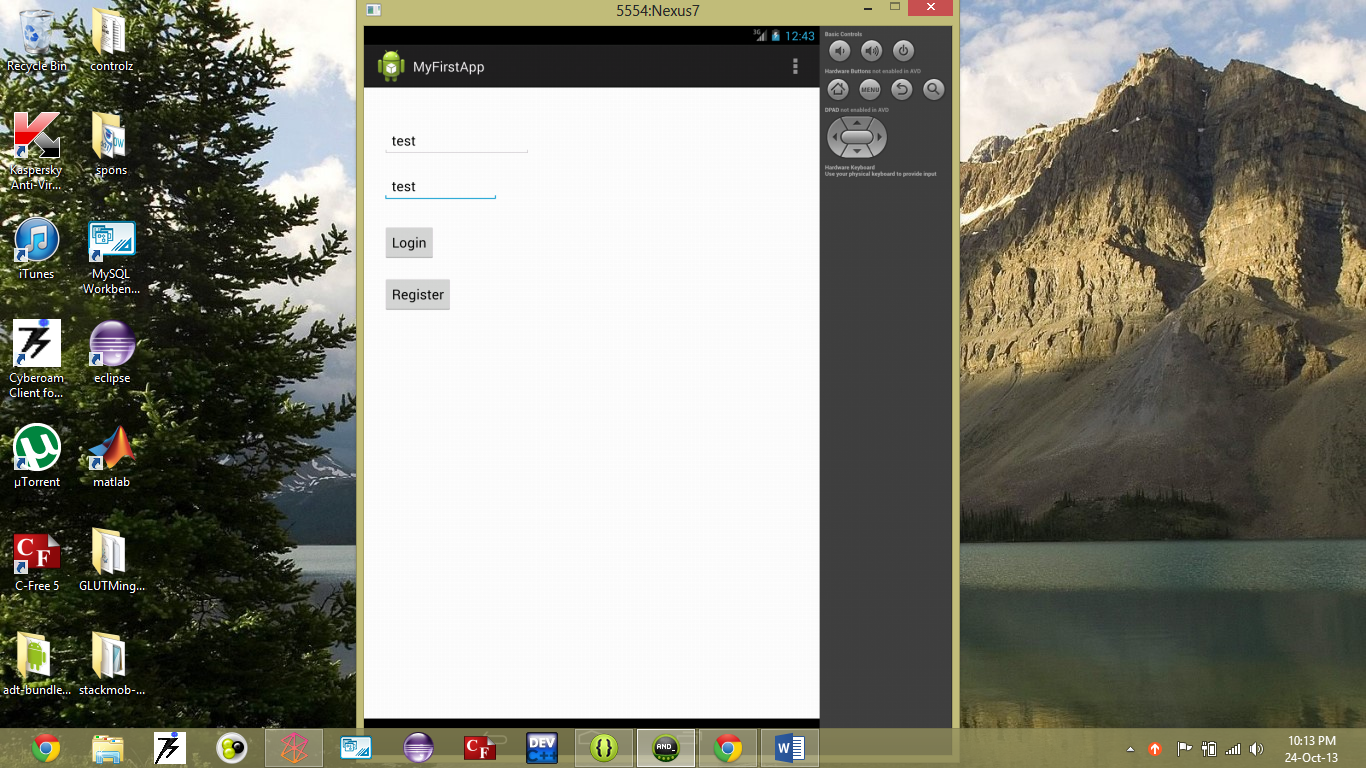 5554:Nexus7
Recycle Bin
controlz
Kaspersky
Anti-Vir...
spons
iTunes
MySQL
Workben...
Cyberoam
Client fo...
eclipse
µTorrent
matlab
C-Free 5
GLUTMing...
adt-bundle...
stackmob-...
3G
12:43
MyFirstApp
test
test
Login
Register
Basic Controls
Hardware Buttons not enabled in AVD
MENU
DPAD not enabled in AVD
Hardware Keyboard
Use your physical keyboard to provide input
C F
C F
DEV
C++
{}
AND_
W
10:13 PM
24-Oct-13